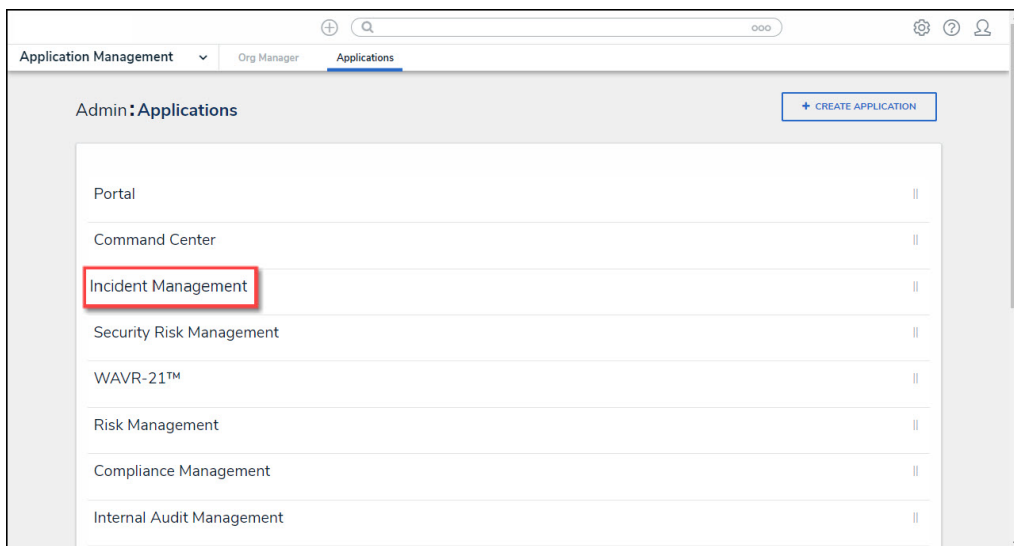 Application Management
Org Manager
Applications
Admin:Applications
+ CREATE APPLICATION
Portal
Command Center
Incident Management
Security Risk Management
WAVR-21™
Risk Management
Compliance Management
Internal Audit Management